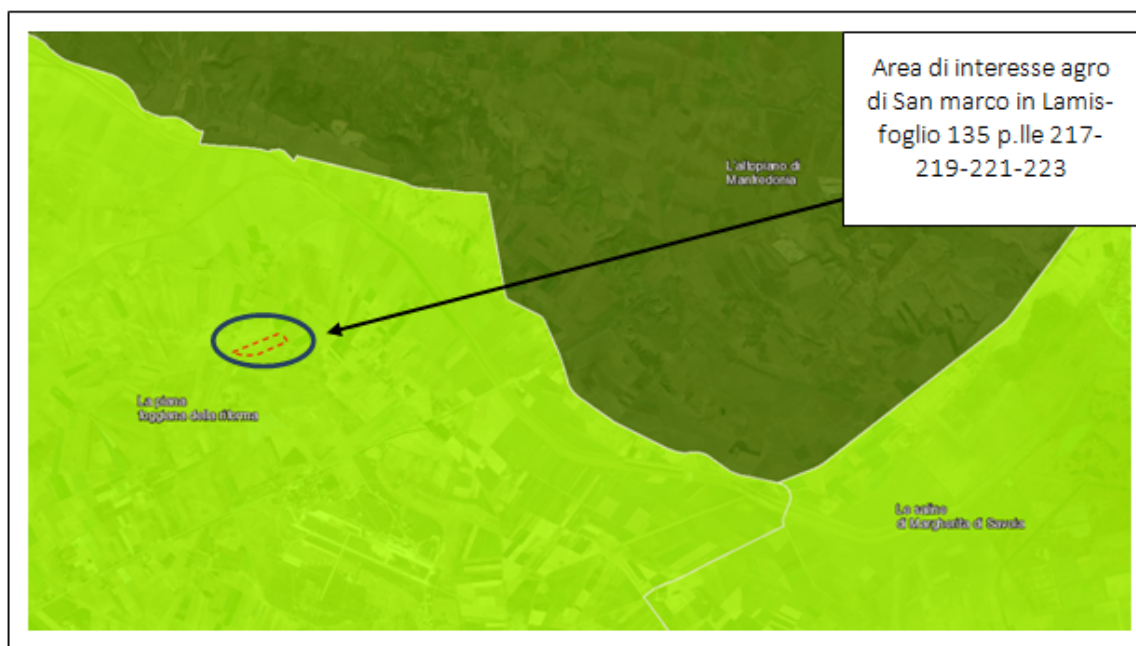 Area di interesse agro
di San marco in Lamis-
foglio 135 p.lle 217-
219-221-223
L'altopiano di
Manfredonia
La piana
foggiana della riforma
Le saline
di Margherita di Savoia